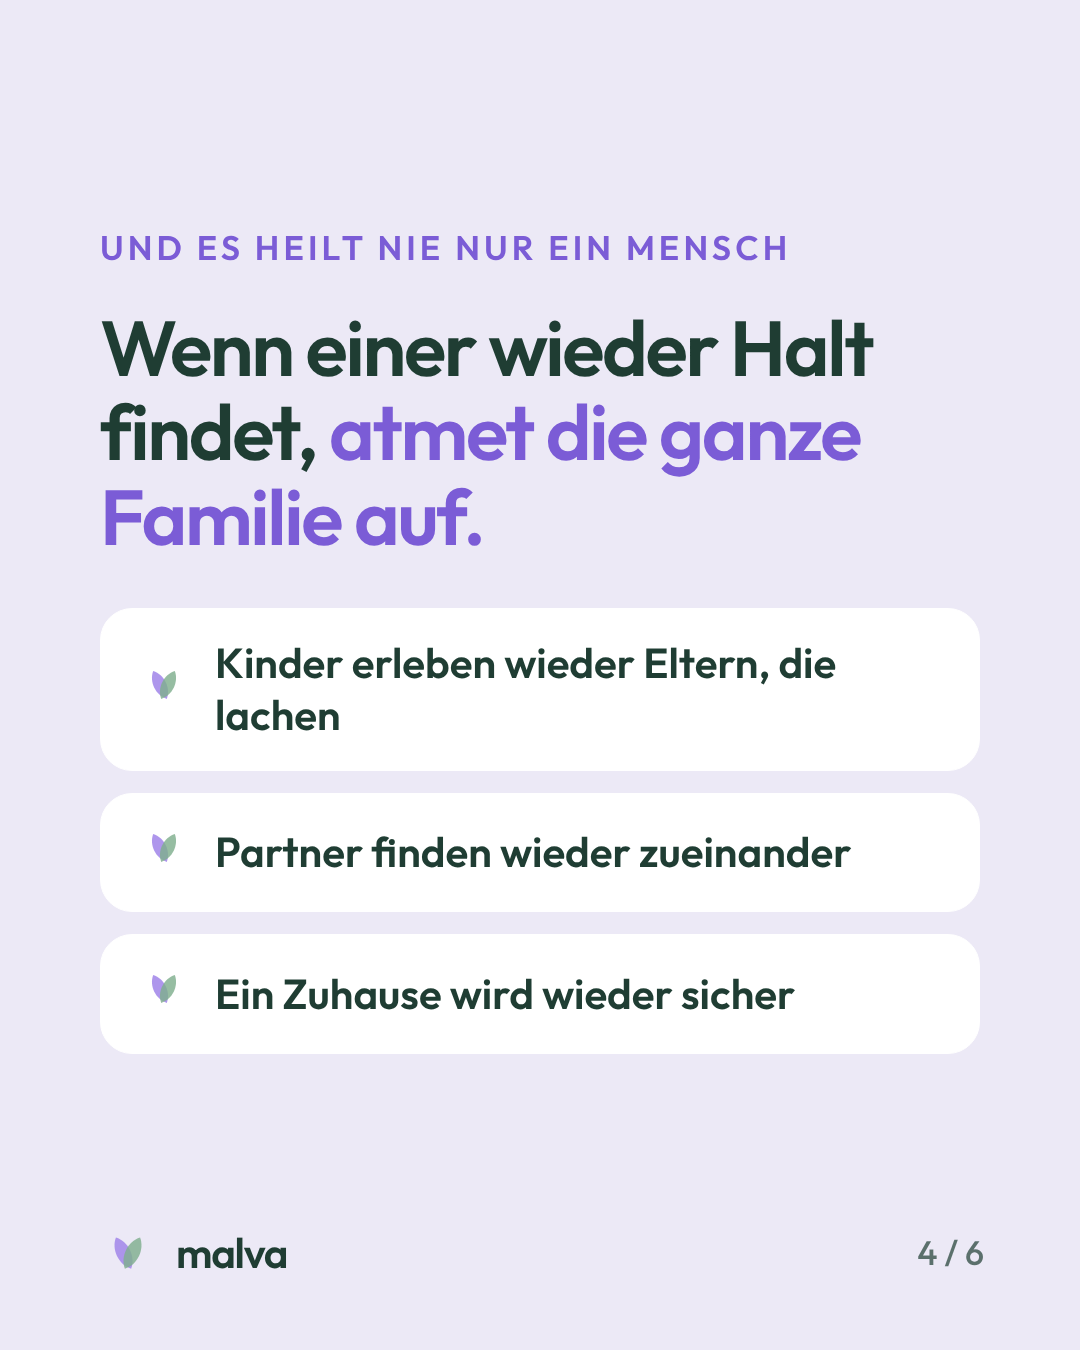 UND ES HEILT NIE NUR EIN MENSCH
Wenn einer wieder Halt
findet, atmet die ganze
Familie auf.
Kinder erleben wieder Eltern, die
lachen
Partner finden wieder zueinander
Ein Zuhause wird wieder sicher
malva
4 / 6